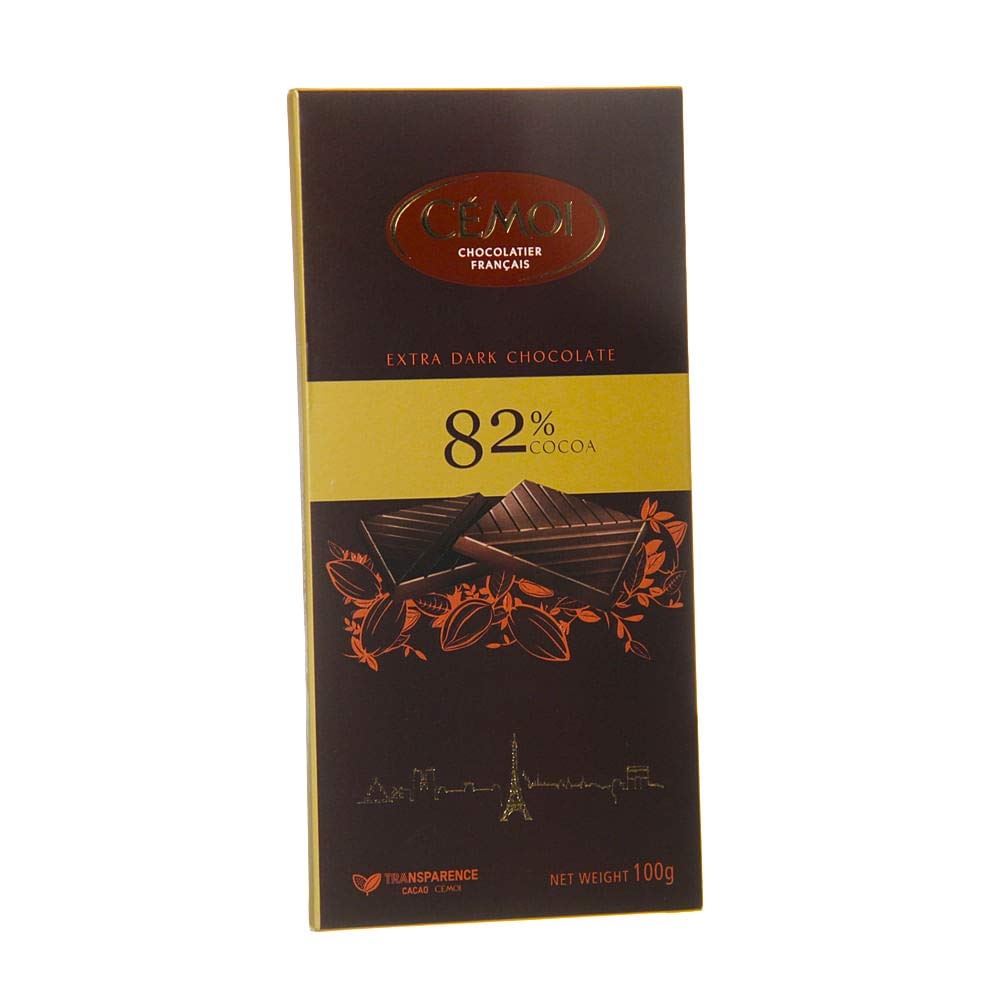 CÉMOI
CHOCOLATIER
FRANÇAIS
EXTRA DARK CHOCOLATE
82%
COCOA
TRANSPARENCE
CACAO CÉMOI
NET WEIGHT 100g